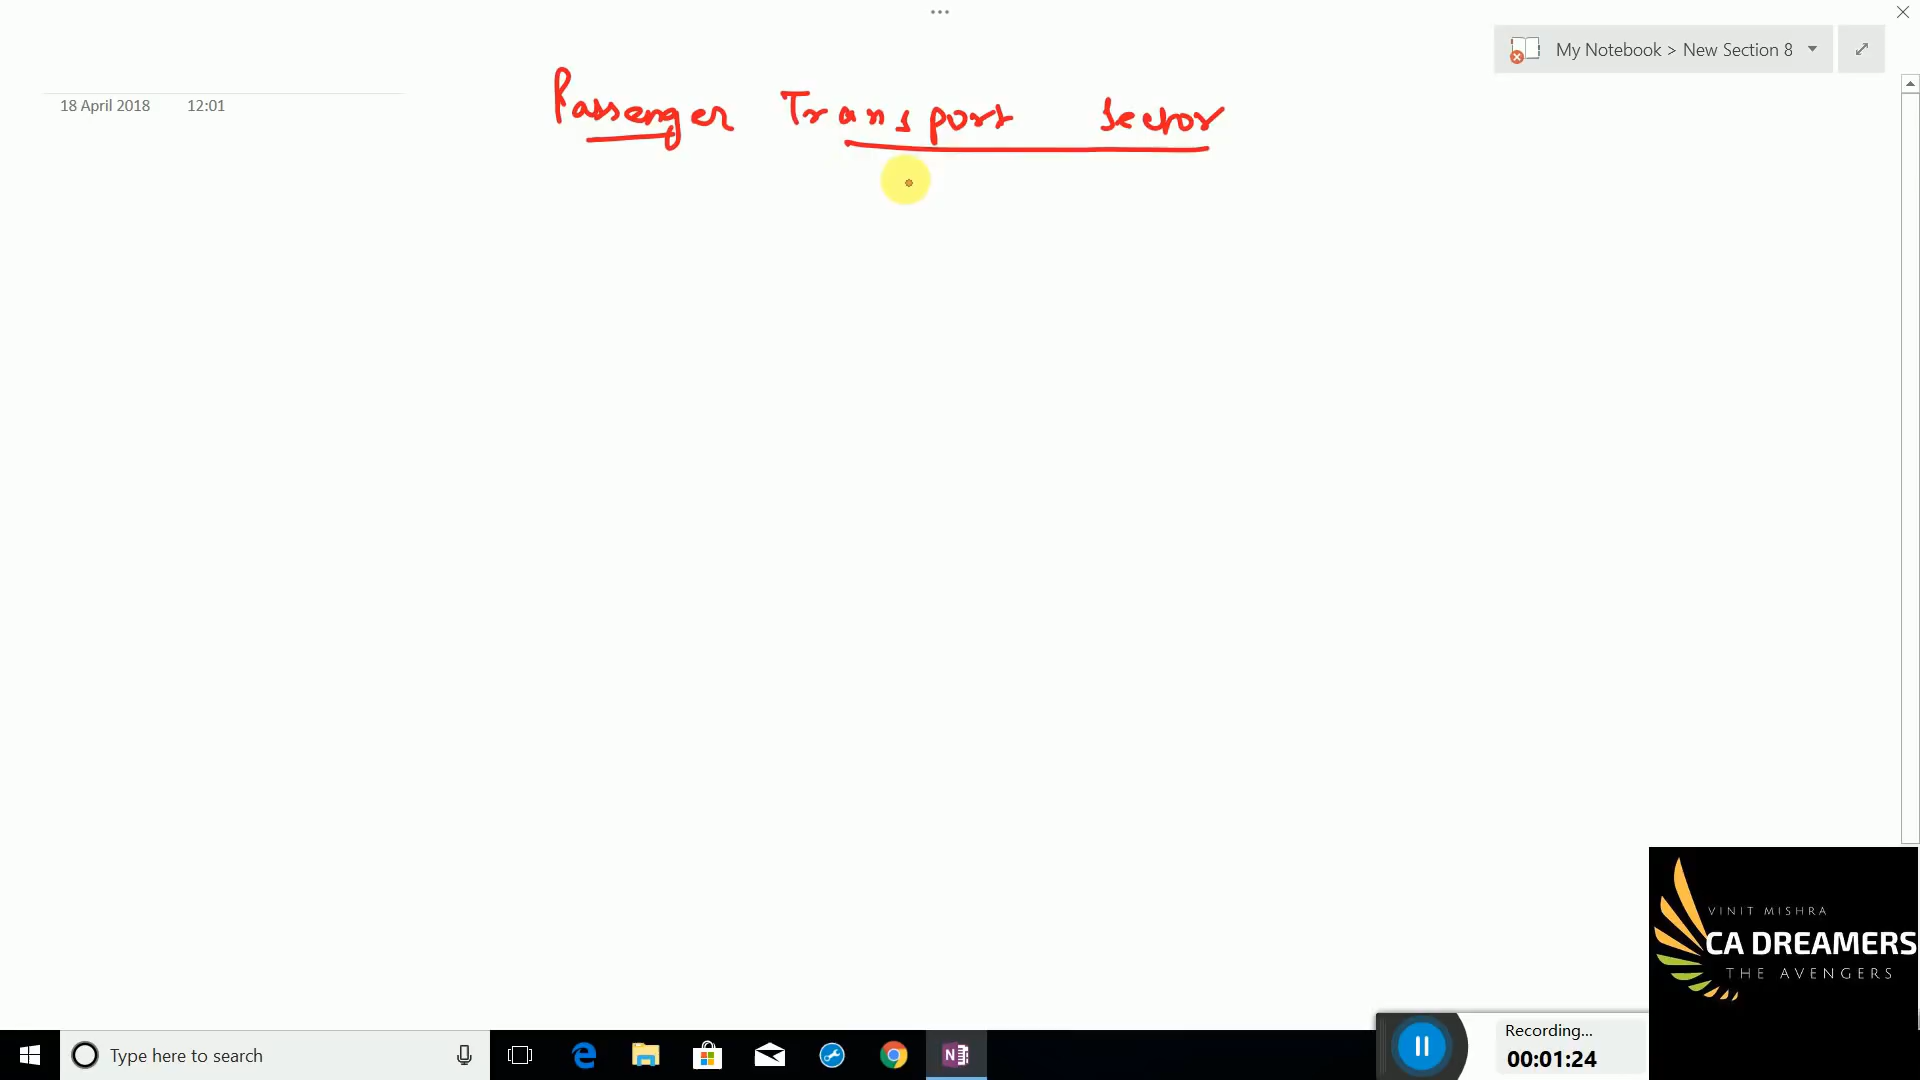 My Notebook > New Section 8
Passenger Transport Sector
18 April 2018 12:01
VINIT MISHRA
CA DREAMERS
THE AVENGERS
Recording...
00:01:24
Type here to search